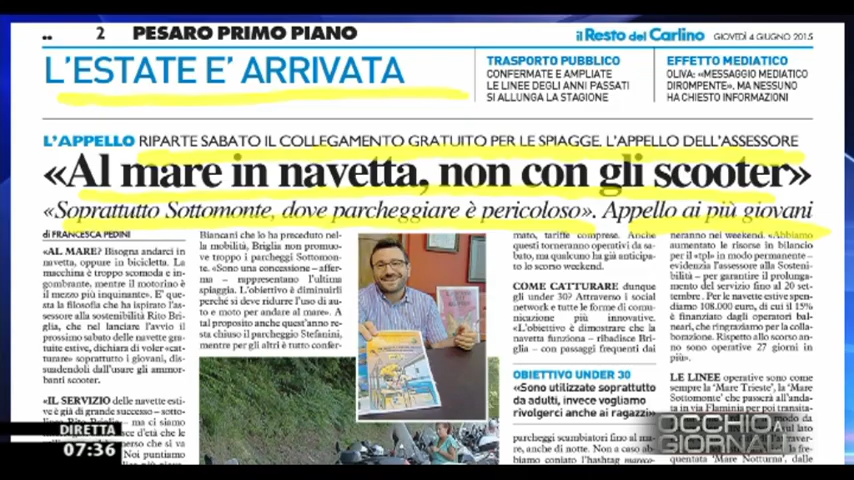 .. 2 PESARO PRIMO PIANO
il Resto del Carlino GIOVEDÌ 4 GIUGNO 2015
L'ESTATE E' ARRIVATA
TRASPORTO PUBBLICO
CONFERMATE E AMPLIATE
LE LINEE DEGLI ANNI PASSATI
SI ALLUNGA LA STAGIONE
EFFETTO MEDIATICO
OLIVA: «MESSAGGIO MEDIATICO
DIROMPENTE». MA NESSUNO
HA CHIESTO INFORMAZIONI
L'APPELLO RIPARTE SABATO IL COLLEGAMENTO GRATUITO PER LE SPIAGGE. L'APPELLO DELL'ASSESSORE
«Al mare in navetta, non con gli scooter»
«Soprattutto Sottomonte, dove parcheggiare è pericoloso». Appello ai più giovani
di FRANCESCA PEDINI
«AL MARE? Bisogna andarci in
navetta, oppure in bicicletta. La
macchina è troppo scomoda e in-
gombrante, mentre il motorino è
il mezzo più inquinante». E' que-
sta la filosofia che ha ispirato l'as-
sessore alla sostenibilità Rito Bri-
glia, che nel lanciare l'avvio il
prossimo sabato delle navette gra-
tuite estive, dichiara di voler «cat-
turare» soprattutto i giovani, dis-
suadendoli dall'usare gli ammor-
banti scooter.
«IL SERVIZIO delle navette esti-
ve è già di grande successo – sotto-
Noi puntiamo
Biancani che lo ha preceduto nel-
la mobilità, Briglia non promuo-
ve troppo i parcheggi Sottomon-
te. «Sono una concessione – affer-
ma – rappresentano l'ultima
spiaggia. L'obiettivo è diminuirli
perché si deve ridurre l'uso di au-
to e moto per andare al mare». A
tal proposito anche quest'anno re-
sta chiuso il parcheggio Stefanini,
mentre per gli altri è tutto confer-
mato, tariffe comprese. Anche
questi torneranno operativi da sa-
bato, ma qualcuno ha già anticipa-
to lo scorso weekend.
COME CATTURARE dunque
gli under 30? Attraverso i social
network e tutte le forme di comu-
nicazione più innovative.
«L'obiettivo è dimostrare che la
navetta funziona – ribadisce Bri-
glia – con passaggi frequenti dai
OBIETTIVO UNDER 30
«Sono utilizzate soprattutto
da adulti, invece vogliamo
rivolgerci anche ai ragazzi»
parcheggi scambiatori fino al ma-
re, anche di notte. Non a caso ab-
biamo coniato l'hashtag
neranno nei weekend. «Abbiamo
aumentato le risorse in bilancio
per il «tpl» in modo permanente –
evidenzia l'assessore alla Sosteni-
bilità – per garantire il prolunga-
mento del servizio fino al 20 set-
tembre. Per le navette estive spen-
diamo 108.000 euro, di cui il 15%
è finanziato dagli operatori bal-
neari, che ringraziamo per la colla-
borazione. Rispetto allo scorso an-
no sono operative 27 giorni in
più».
LE LINEE operative sono come
sempre la 'Mare Trieste', la 'Mare
Sottomonte' che passerà all'anda-
ta in via Flaminia per poi transita-
'Mare Notturna', dalle
DIRETTA
07:36
OCCHIO AI
GIORNALI